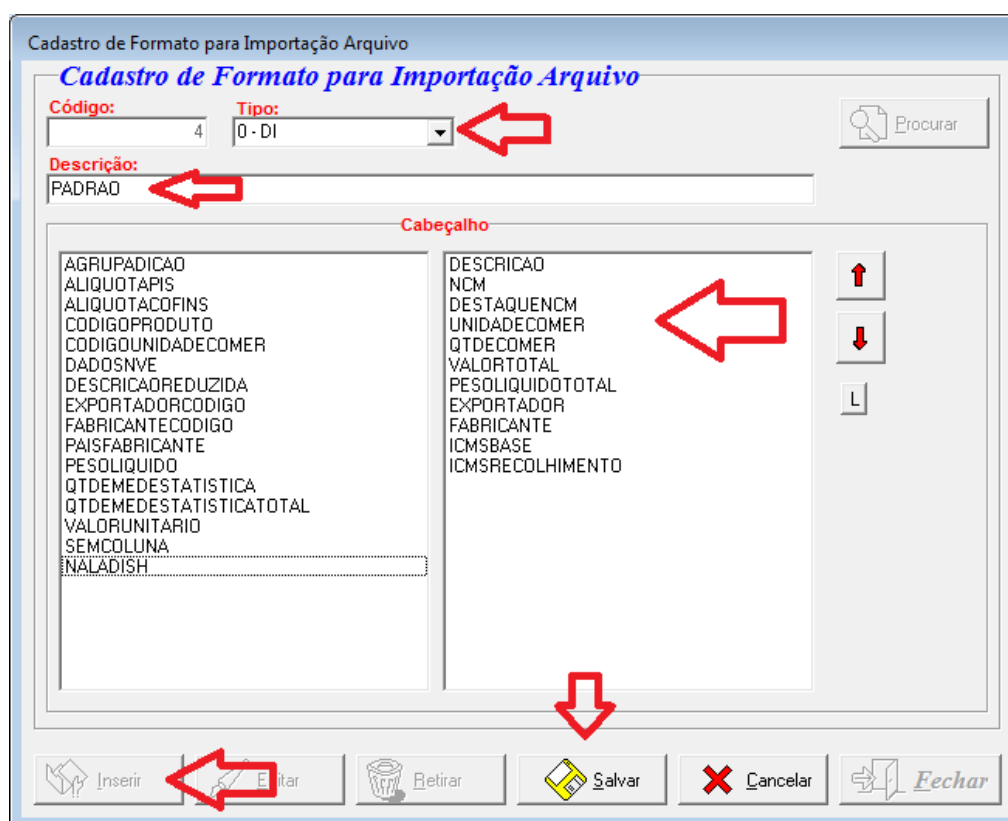 Cadastro de Formato para Importação Arquivo
Cadastro de Formato para Importação Arquivo
Código:
Tipo:
4
0 - DI
Procurar
Descrição:
PADRAO
Cabeçalho
AGRUPADICAO
ALIQUOTAPIS
ALIQUOTACOFINS
CODIGOPRODUTO
CODIGOUNIDADECOMER
DADOSNVE
DESCRICAOREDUZIDA
EXPORTADORCODIGO
FABRICANTECODIGO
PAISFABRICANTE
PESOLIQUIDO
QTDEMEDESTATISTICA
QTDEMEDESTATISTICATOTAL
VALORUNITARIO
SEMCOLUNA
NALADISH
DESCRICAO
NCM
DESTAQUENCM
UNIDADECOMER
QTDECOMER
VALORTOTAL
PESOLIQUIDOTOTAL
EXPORTADOR
FABRICANTE
ICMSBASE
ICMSRECOLHIMENTO
L
Inserir
Editar
Retirar
Salvar
Cancelar
Fechar